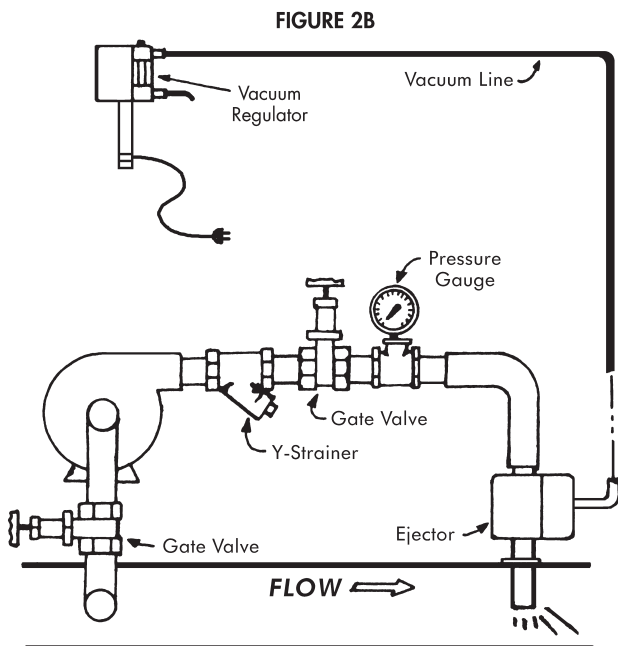 FIGURE 2B
Vacuum Line
Vacuum
Regulator
Pressure
Gauge
Gate Valve
Y-Strainer
Ejector
Gate Valve
FLOW